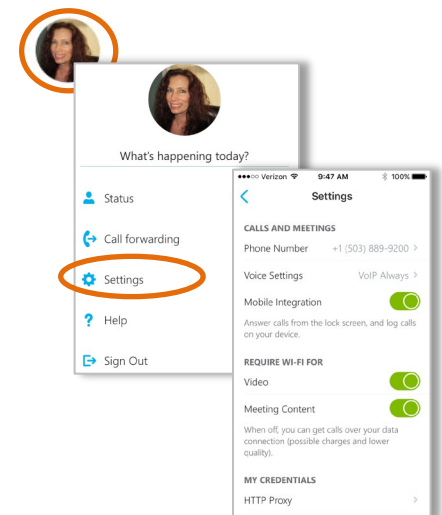 What's happening today?
Status
Call forwarding
Settings
? Help
Sign Out
●●●○○ Verizon 9:47 AM 100%
< Settings
CALLS AND MEETINGS
Phone Number +1 (503) 889-9200 >
Voice Settings VoIP Always >
Mobile Integration
Answer calls from the lock screen, and log calls
on your device.
REQUIRE WI-FI FOR
Video
Meeting Content
When off, you can get calls over your data
connection (possible charges and lower
quality).
MY CREDENTIALS
HTTP Proxy >